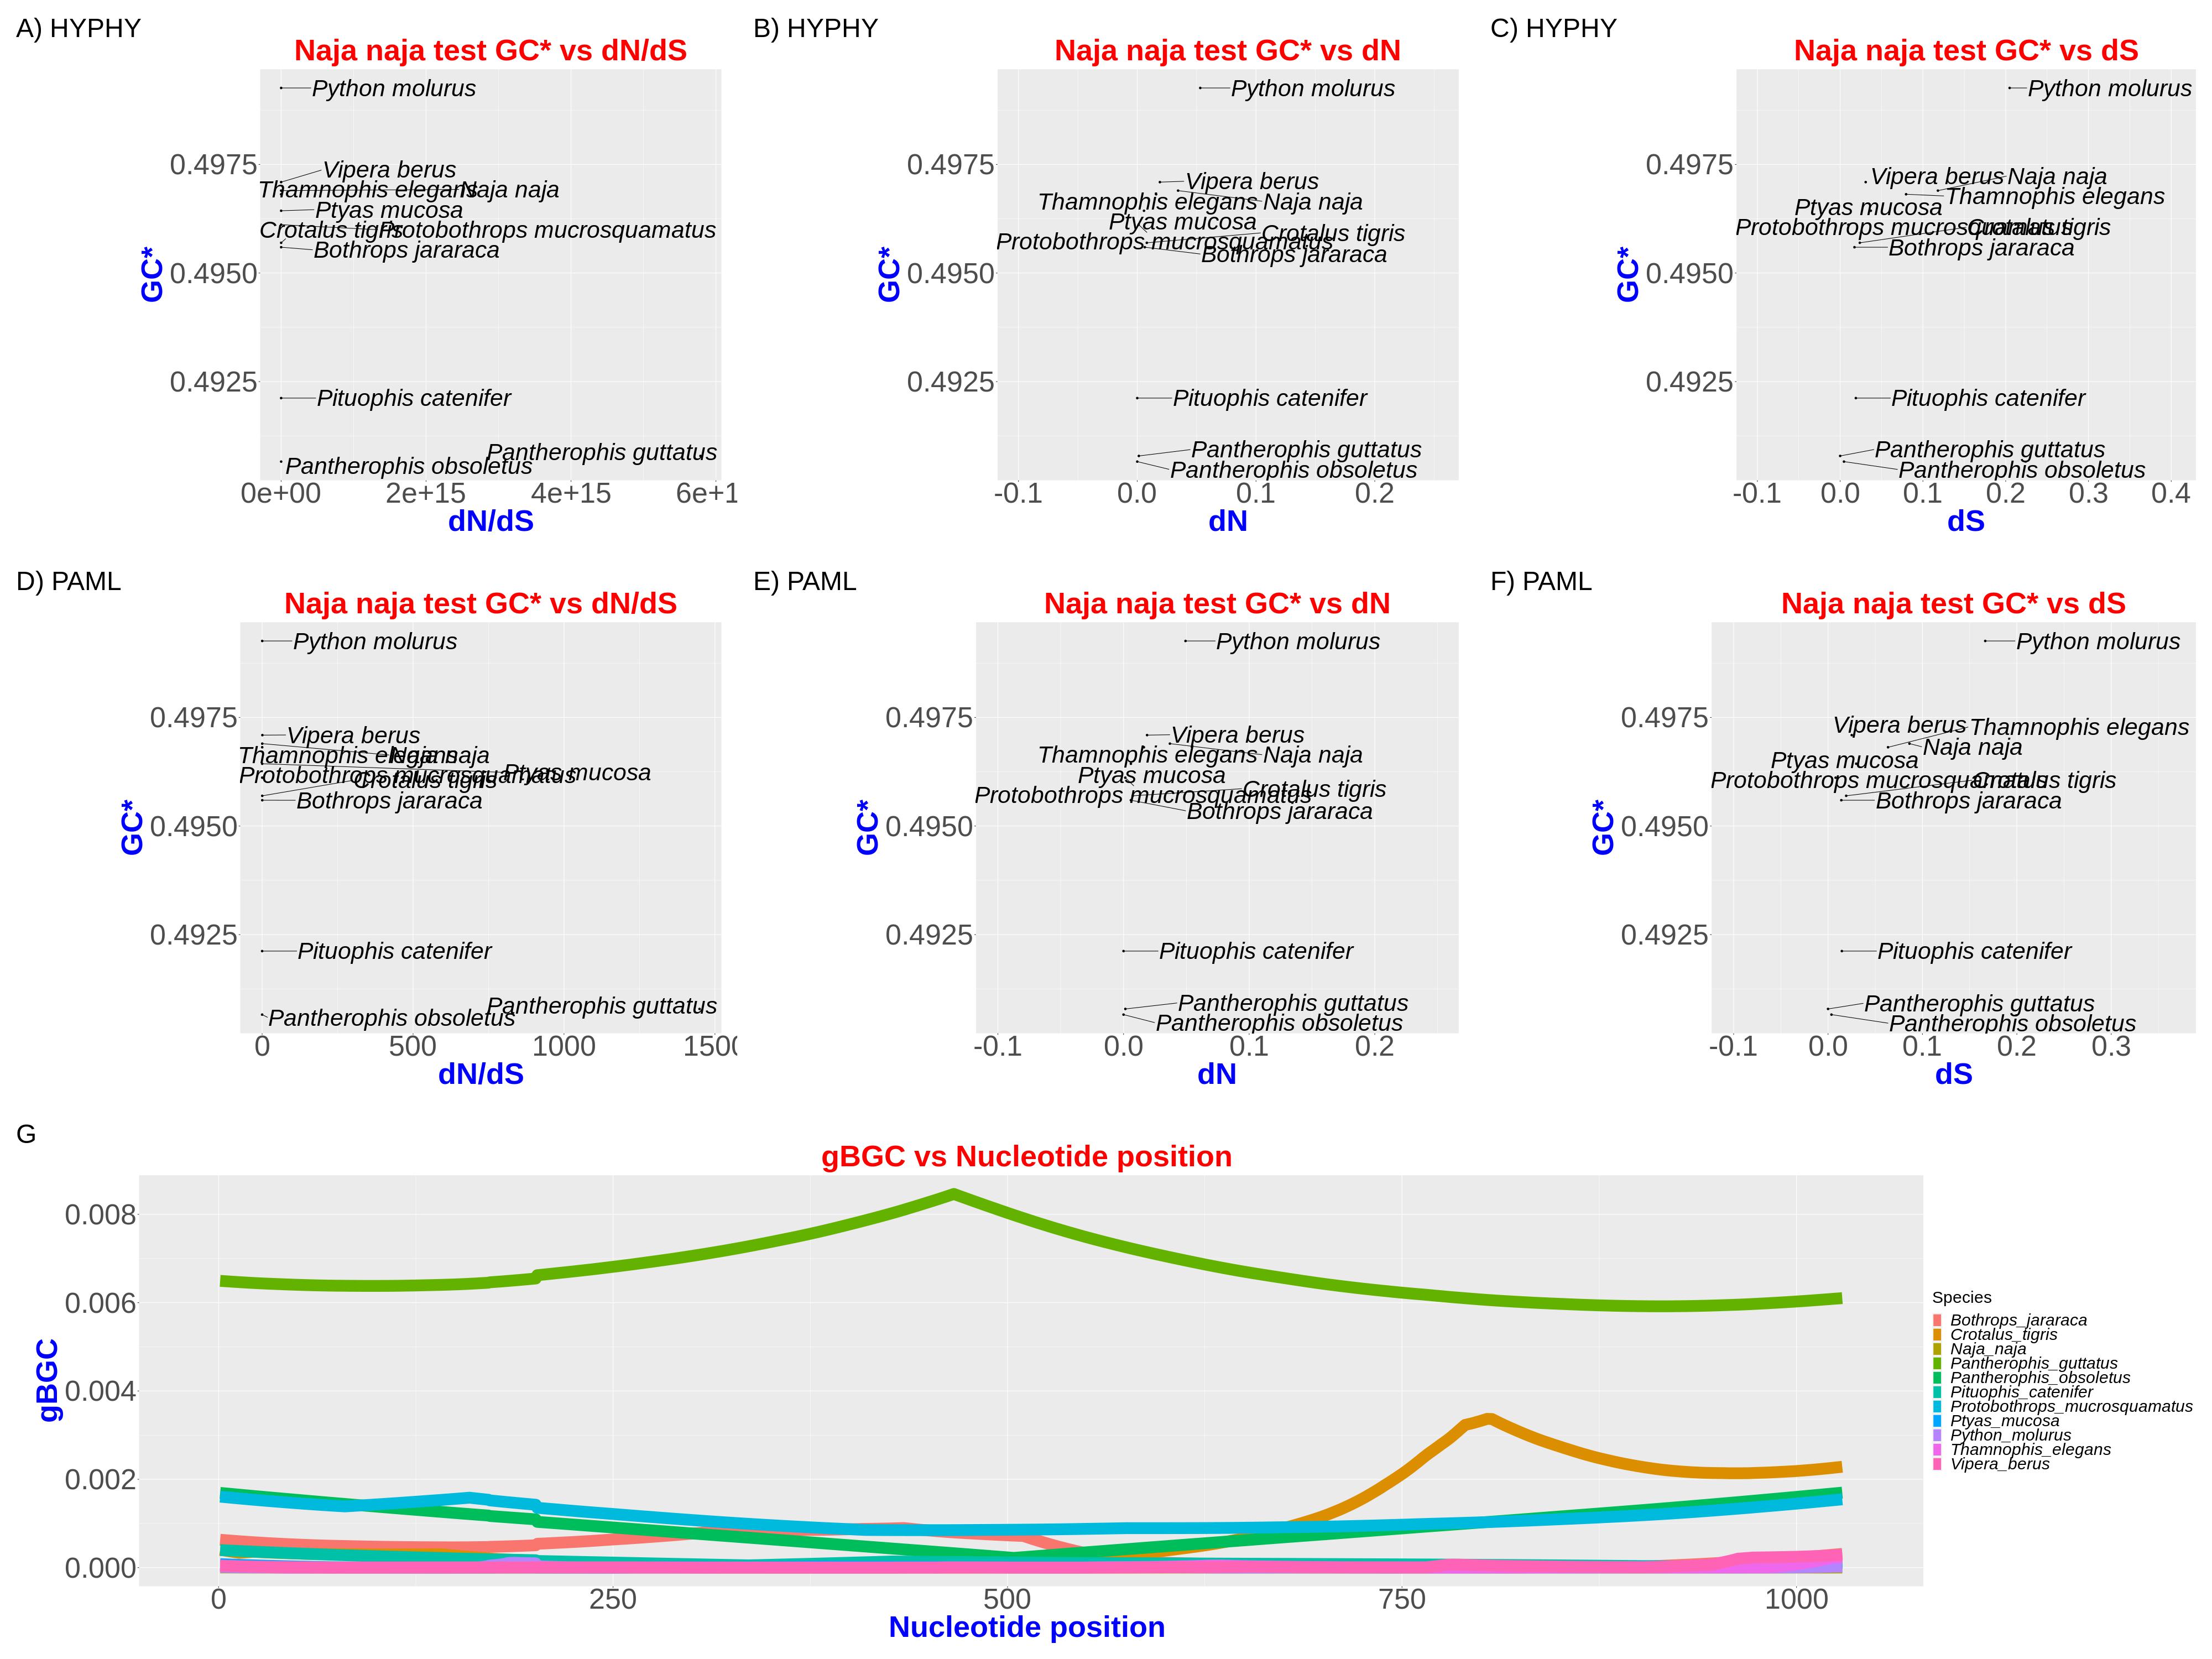 A) HYPHY
Naja naja test GC* vs dN/dS
Python molurus
Vipera berus
Thamnophis elegans
Naja naja
Ptyas mucosa
Crotalus tigris
Protobothrops mucrosquamatus
Bothrops jararaca
Pituophis catenifer
Pantherophis guttatus
Pantherophis obsoletus
0.4975
0.4950
0.4925
GC*
0e+00 2e+15 4e+15 6e+1
dN/dS
B) HYPHY
Naja naja test GC* vs dN
Python molurus
Vipera berus
Thamnophis elegans
Naja naja
Ptyas mucosa
Crotalus tigris
Protobothrops mucrosquamatus
Bothrops jararaca
Pituophis catenifer
Pantherophis guttatus
Pantherophis obsoletus
0.4975
0.4950
0.4925
GC*
-0.1 0.0 0.1 0.2
dN
C) HYPHY
Naja naja test GC* vs dS
Python molurus
Vipera berus
Naja naja
Thamnophis elegans
Ptyas mucosa
Protobothrops mucrosquamatus
Crotalus tigris
Bothrops jararaca
Pituophis catenifer
Pantherophis guttatus
Pantherophis obsoletus
0.4975
0.4950
0.4925
GC*
-0.1 0.0 0.1 0.2 0.3 0.4
dS
D) PAML
Naja naja test GC* vs dN/dS
Python molurus
Vipera berus
Thamnophis elegans
Naja naja
Ptyas mucosa
Protobothrops mucrosquamatus
Crotalus tigris
Bothrops jararaca
Pituophis catenifer
Pantherophis guttatus
Pantherophis obsoletus
0.4975
0.4950
0.4925
GC*
0 500 1000 1500
dN/dS
E) PAML
Naja naja test GC* vs dN
Python molurus
Vipera berus
Thamnophis elegans
Naja naja
Ptyas mucosa
Crotalus tigris
Protobothrops mucrosquamatus
Bothrops jararaca
Pituophis catenifer
Pantherophis guttatus
Pantherophis obsoletus
0.4975
0.4950
0.4925
GC*
-0.1 0.0 0.1 0.2
dN
F) PAML
Naja naja test GC* vs dS
Python molurus
Vipera berus
Thamnophis elegans
Naja naja
Ptyas mucosa
Protobothrops mucrosquamatus
Crotalus tigris
Bothrops jararaca
Pituophis catenifer
Pantherophis guttatus
Pantherophis obsoletus
0.4975
0.4950
0.4925
GC*
-0.1 0.0 0.1 0.2 0.3
dS
G
gBGC vs Nucleotide position
0.008
0.006
0.004
0.002
0.000
gBGC
0 250 500 750 1000
Nucleotide position
Species
Bothrops_jararaca
Crotalus_tigris
Naja_naja
Pantherophis_guttatus
Pantherophis_obsoletus
Pituophis_catenifer
Protobothrops_mucrosquamatus
Ptyas_mucosa
Python_molurus
Thamnophis_elegans
Vipera_berus